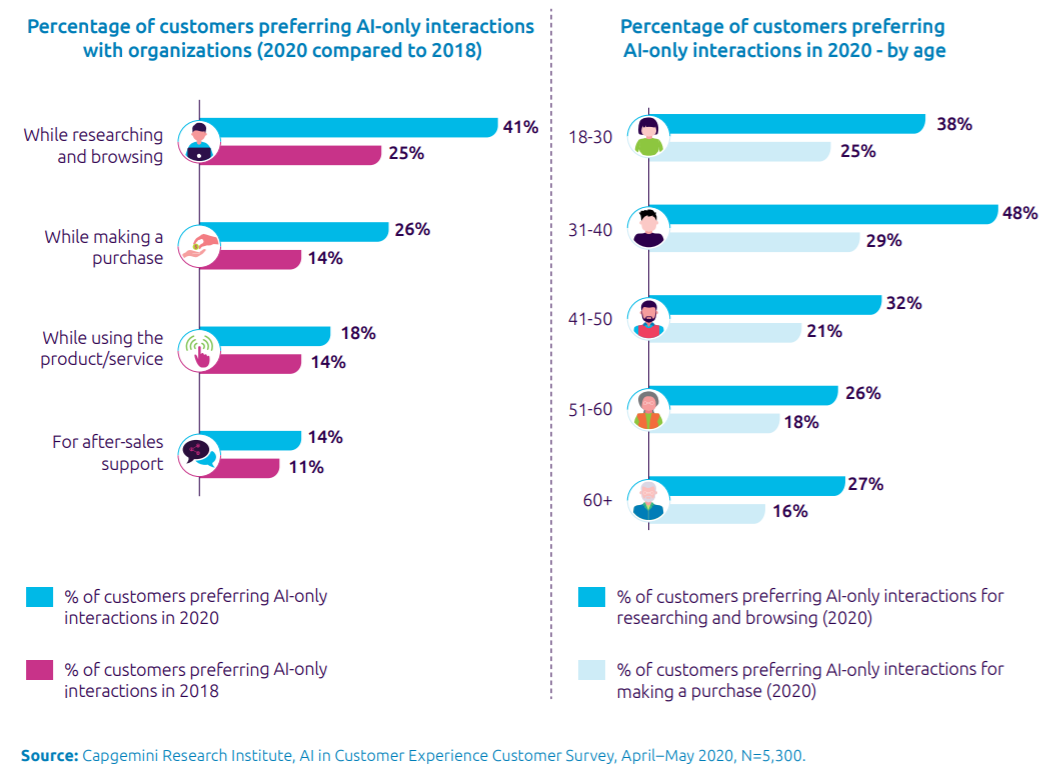 Percentage of customers preferring AI-only interactions
with organizations (2020 compared to 2018)
While researching
and browsing
41%
25%
While making a
purchase
26%
14%
While using the
product/service
18%
14%
For after-sales
support
14%
11%
% of customers preferring AI-only
interactions in 2020
% of customers preferring AI-only
interactions in 2018
Percentage of customers preferring
AI-only interactions in 2020 - by age
18-30
38%
25%
31-40
48%
29%
41-50
32%
21%
51-60
26%
18%
60+
27%
16%
% of customers preferring AI-only interactions for
researching and browsing (2020)
% of customers preferring AI-only interactions for
making a purchase (2020)
Source: Capgemini Research Institute, AI in Customer Experience Customer Survey, April–May 2020, N=5,300.